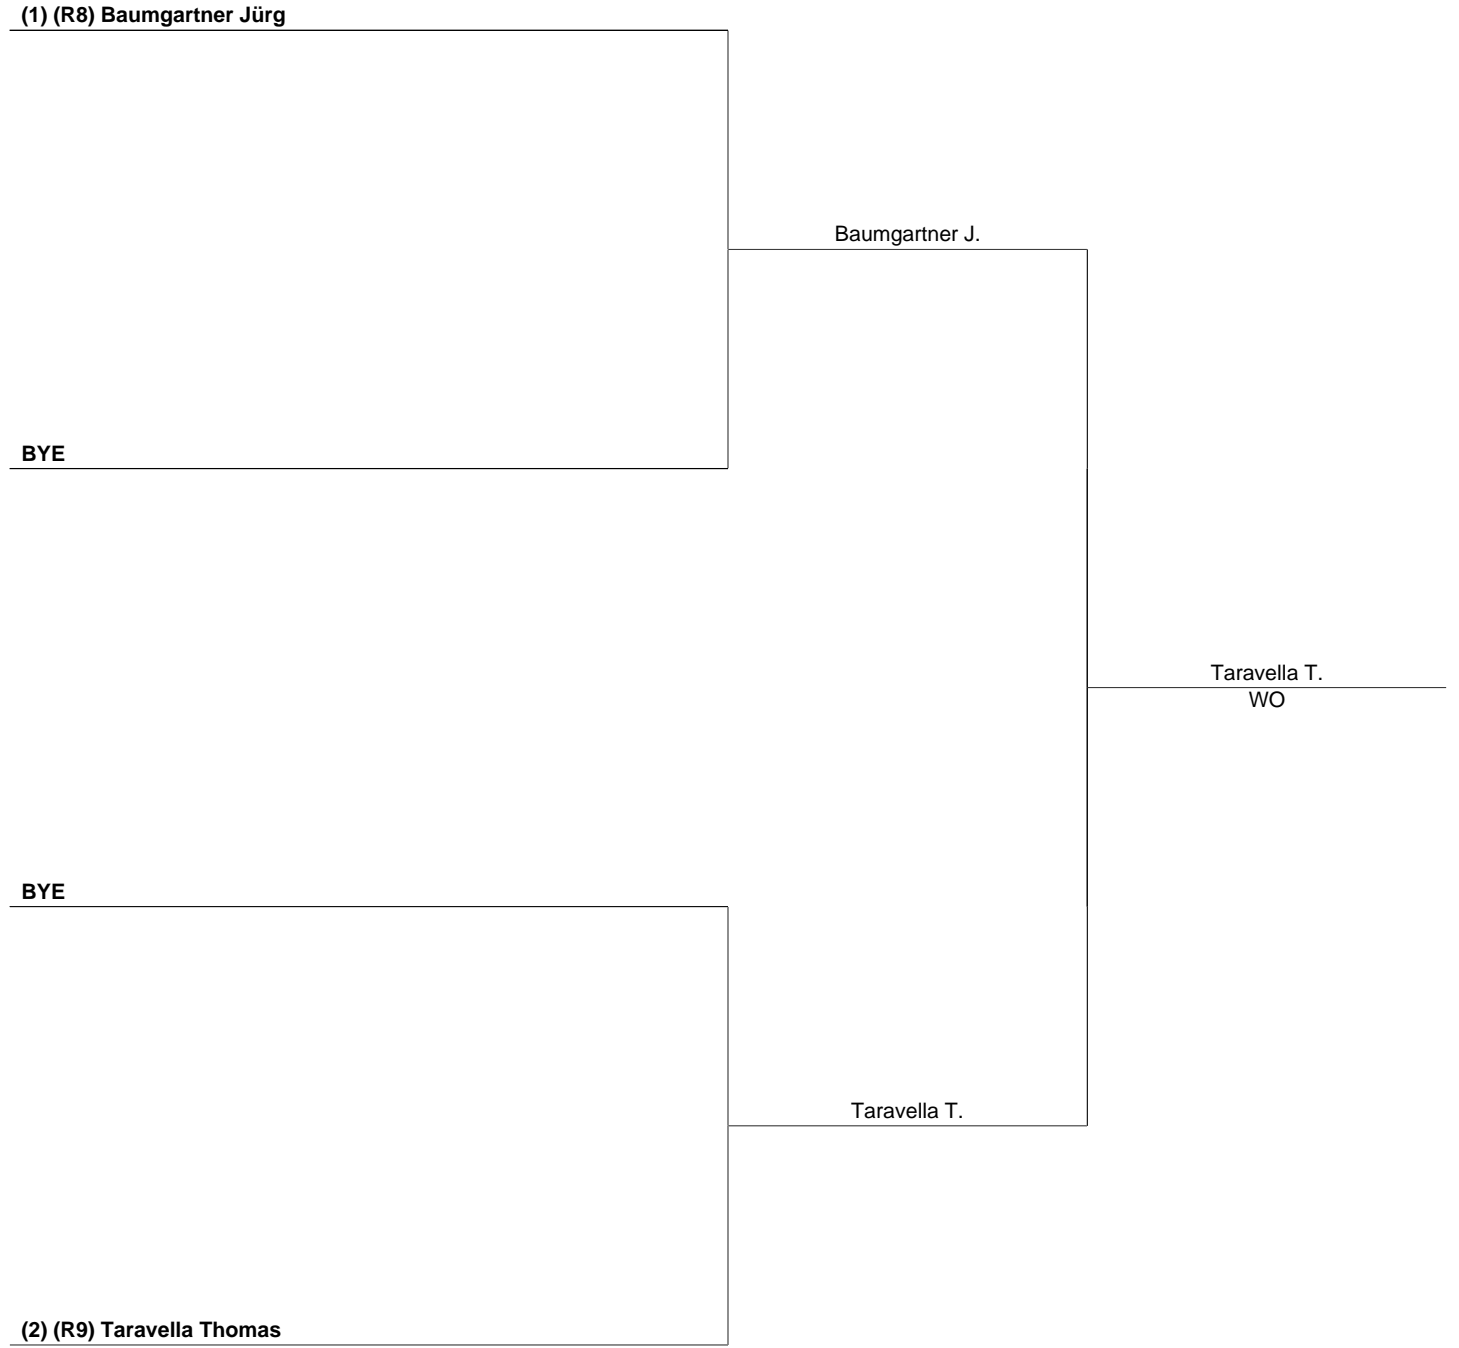 (1) (R8) Baumgartner Jürg
Baumgartner J.
BYE
Taravella T.
WO
BYE
Taravella T.
(2) (R9) Taravella Thomas